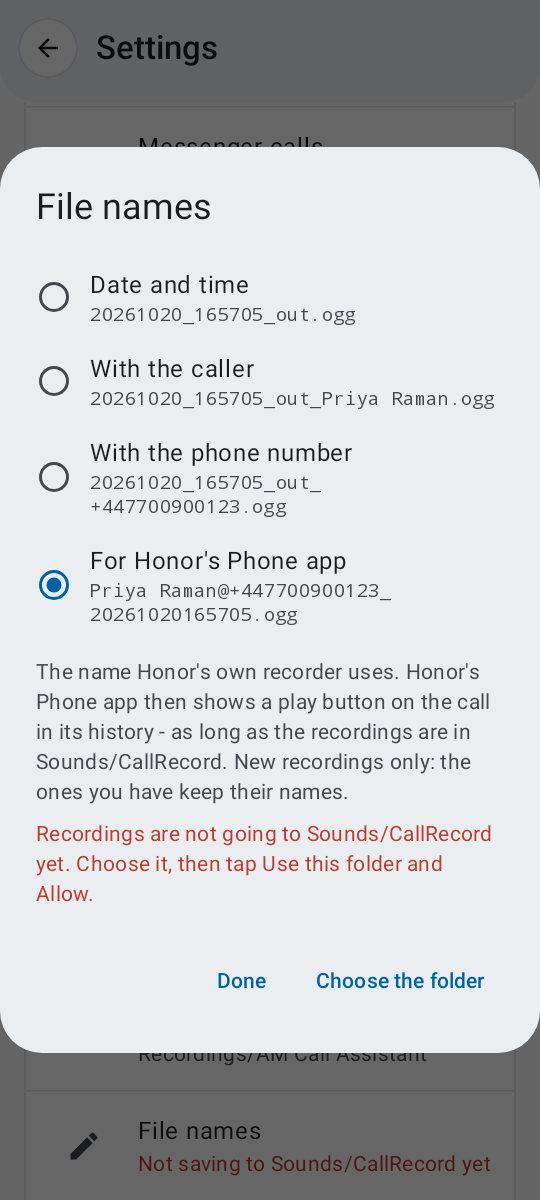 Settings
Messenger calls
File names
Date and time
20261020_165705_out.ogg
With the caller
20261020_165705_out_Priya Raman.ogg
With the phone number
20261020_165705_out_
+447700900123.ogg
For Honor's Phone app
Priya Raman@+447700900123_
20261020165705.ogg
The name Honor's own recorder uses. Honor's
Phone app then shows a play button on the call
in its history - as long as the recordings are in
Sounds/CallRecord. New recordings only: the
ones you have keep their names.
Recordings are not going to Sounds/CallRecord
yet. Choose it, then tap Use this folder and
Allow.
Done
Choose the folder
Recordings/AM Call Assistant
File names
Not saving to Sounds/CallRecord yet